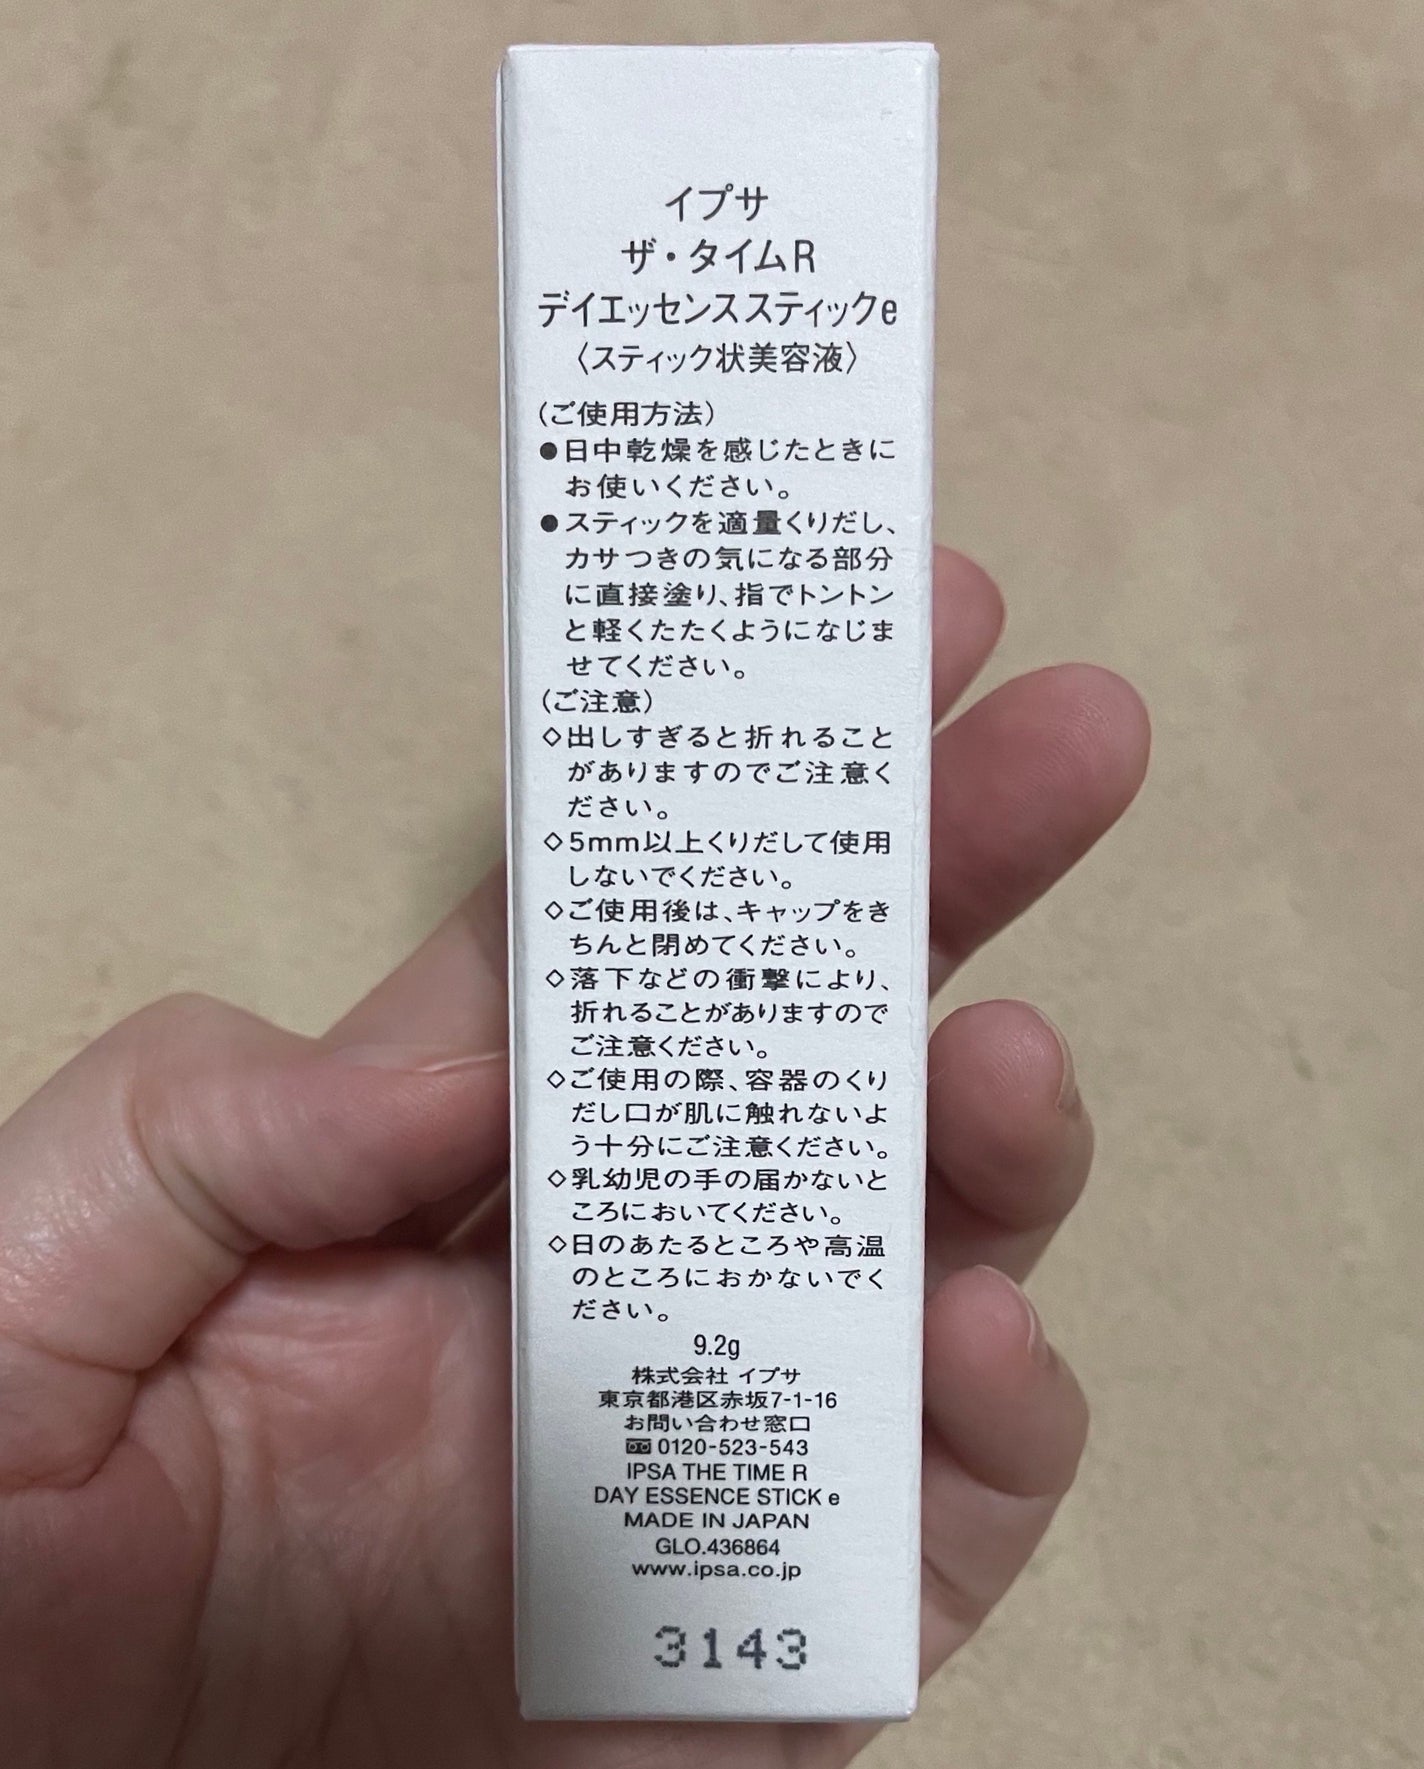 イプサ
ザ・タイムR
デイエッセンススティックe
〈スティック状美容液〉
(ご使用方法)
●日中乾燥を感じたときに
お使いください。
●スティックを適量くりだし、
カサつきの気になる部分
に直接塗り、指でトントン
と軽くたたくようになじま
せてください。
(ご注意)
◇出しすぎると折れること
がありますのでご注意く
ださい。
◇5mm以上くりだして使用
しないでください。
◇ご使用後は、キャップをき
ちんと閉めてください。
◇落下などの衝撃により、
折れることがありますので
ご注意ください。
◇ご使用の際、容器のくり
だし口が肌に触れないよ
う十分にご注意ください。
◇乳幼児の手の届かないと
ころにおいてください。
◇日のあたるところや高温
のところにおかないでく
ださい。
9.2g
株式会社 イプサ
東京都港区赤坂7-1-16
お問い合わせ窓口
0120-523-543
IPSA THE TIME R
DAY ESSENCE STICK e
MADE IN JAPAN
GLO.436864
www.ipsa.co.jp
3143